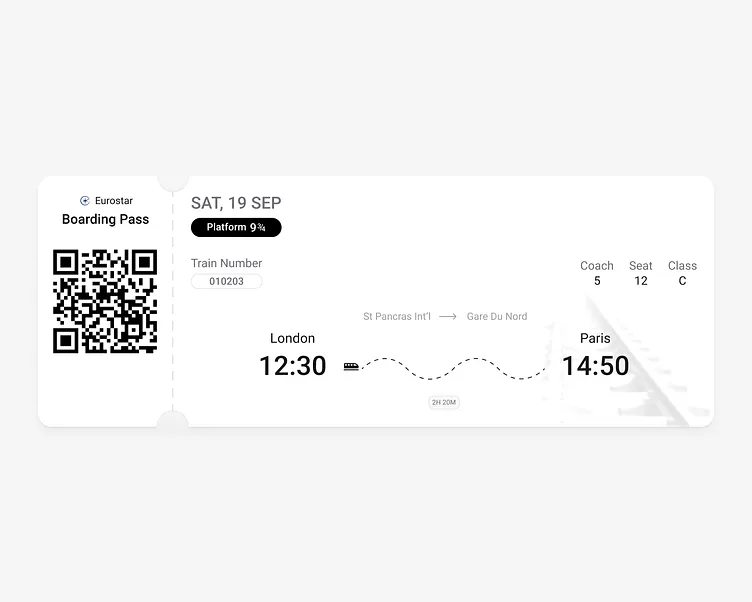 Eurostar
Boarding Pass
SAT, 19 SEP
Platform 9¾
Train Number
010203
Coach Seat Class
5 12 C
St Pancras Int'l Gare Du Nord
London Paris
12:30 14:50
2H 20M